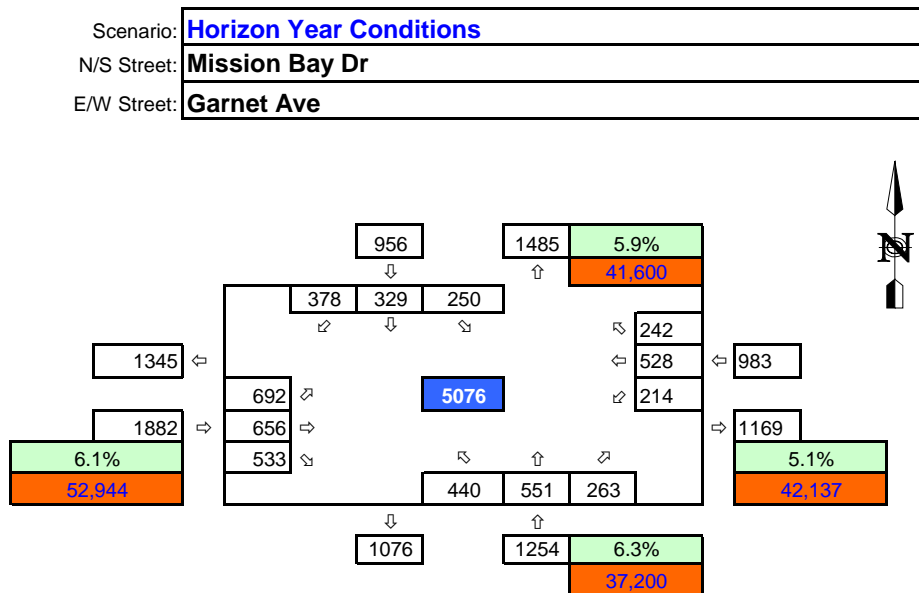 Scenario: Horizon Year Conditions
N/S Street: Mission Bay Dr
E/W Street: Garnet Ave
N
956 1485 5.9%
⇩ ⇧ 41,600
378 329 250
⬃ ⇩ ⬂
⬁ 242
1345 ⇦ ⇦ 528 ⇦ 983
692 ⬀ 5076 ⬃ 214
1882 ⇨ 656 ⇨ ⇨ 1169
6.1% 533 ⬂ ⬁ ⇧ ⬀ 5.1%
52,944 440 551 263 42,137
⇩ ⇧
1076 1254 6.3%
37,200